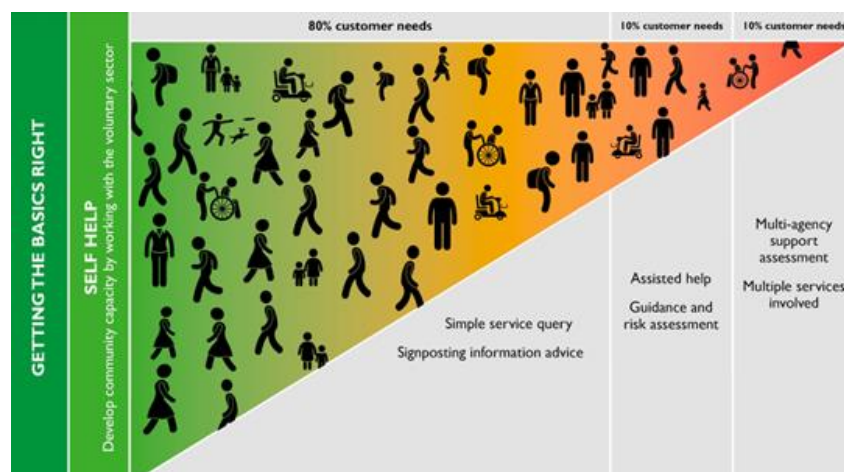 80% customer needs
10% customer needs
10% customer needs
GETTING THE BASICS RIGHT
SELF HELP
Develop community capacity by working with the voluntary sector
Simple service query
Signposting information advice
Assisted help
Guidance and
risk assessment
Multi-agency
support
assessment
Multiple services
involved